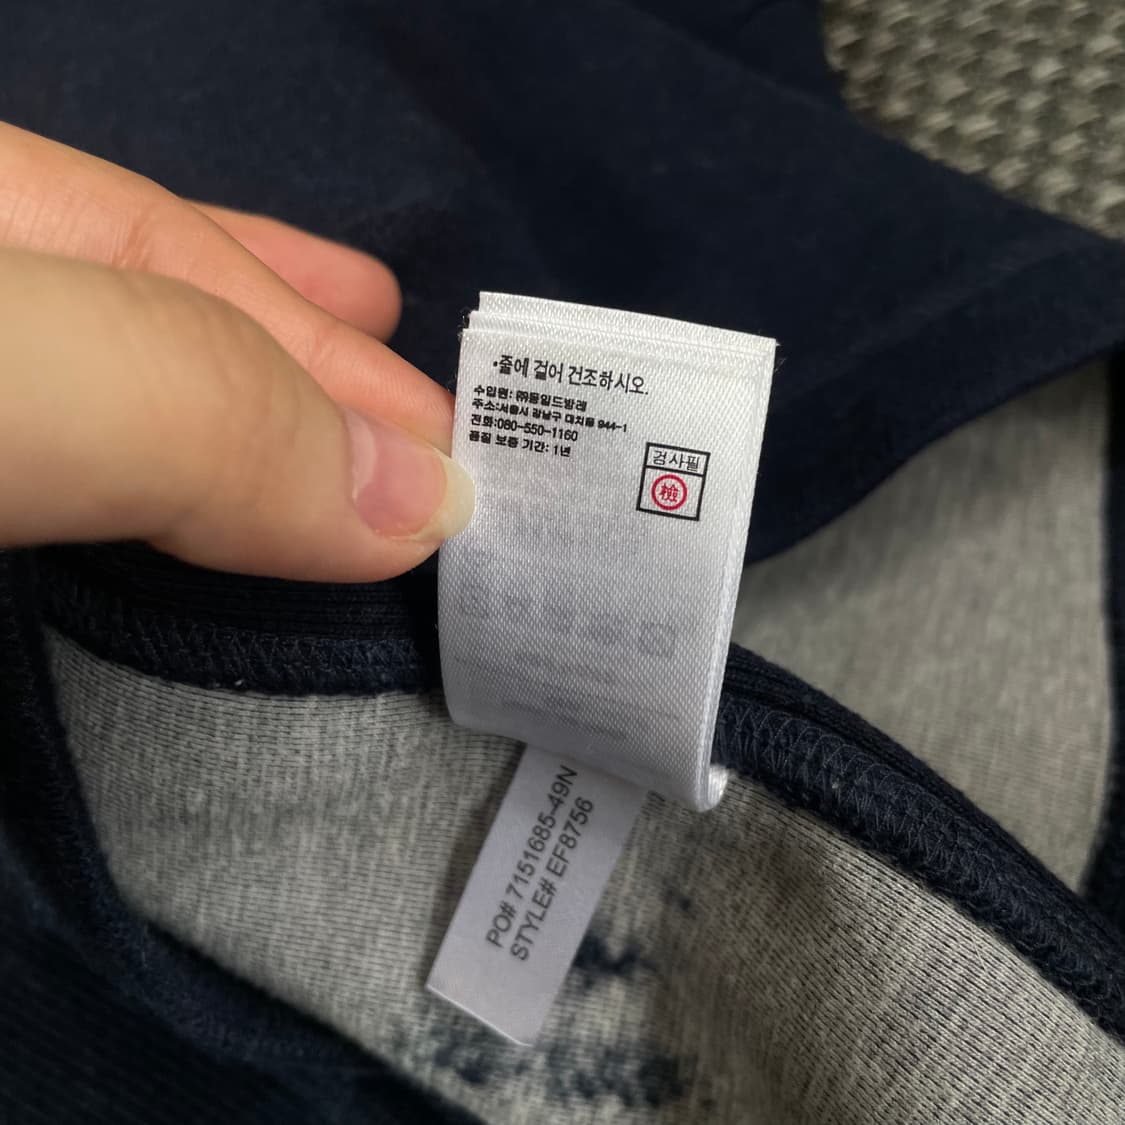 ·줄에 걸어 건조하시오.
수입원: ㈜몽일드방레
주소:서울시 강남구 대치동 944-1
전화:080-550-1160
품질 보증 기간: 1년
검사필
檢
PO# 7151685-49N
STYLE# EF8756